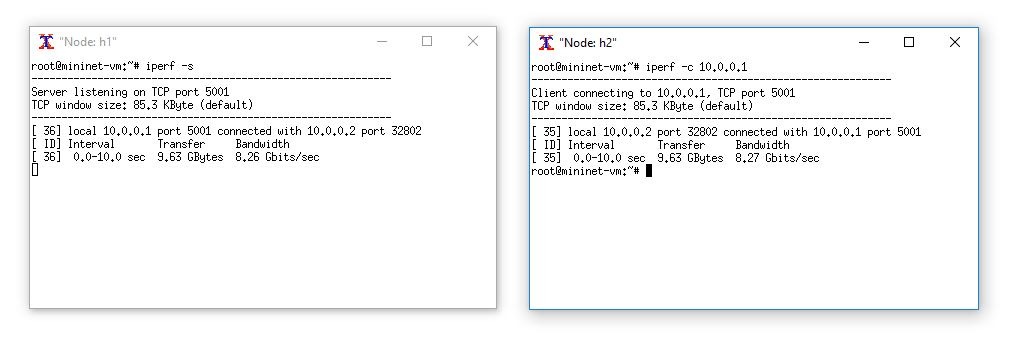 "Node: h1"
root@mininet-vm:~# iperf -s
------------------------------------------------------------
Server listening on TCP port 5001
TCP window size: 85.3 KByte (default)
------------------------------------------------------------
[ 36] local 10.0.0.1 port 5001 connected with 10.0.0.2 port 32802
[ ID] Interval       Transfer     Bandwidth
[ 36]  0.0-10.0 sec  9.63 GBytes  8.26 Gbits/sec
"Node: h2"
root@mininet-vm:~# iperf -c 10.0.0.1
------------------------------------------------------------
Client connecting to 10.0.0.1, TCP port 5001
TCP window size: 85.3 KByte (default)
------------------------------------------------------------
[ 35] local 10.0.0.2 port 32802 connected with 10.0.0.1 port 5001
[ ID] Interval       Transfer     Bandwidth
[ 35]  0.0-10.0 sec  9.63 GBytes  8.27 Gbits/sec
root@mininet-vm:~#